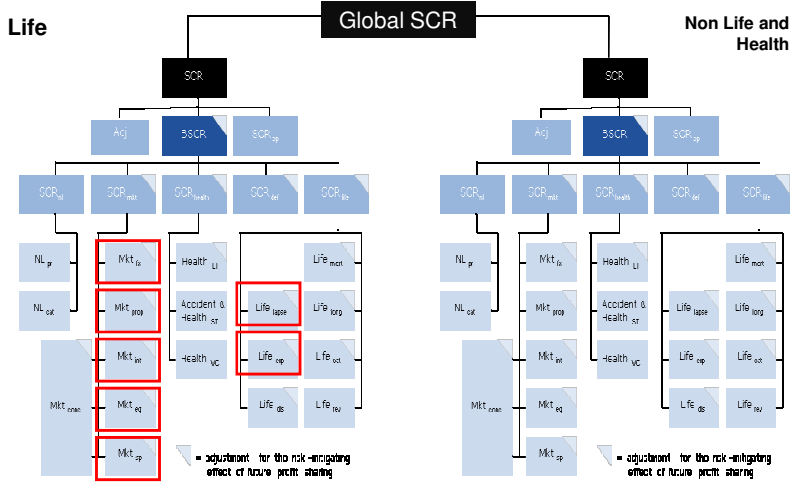 Global SCR
Life
Non Life and
Health
SCR
Adj
BSCR
SCR op
SCR nl
SCR mkt
SCR health
SCR def
SCR life
NL pr
Mkt fx
Health LT
Life mort
NL cat
Mkt prop
Accident &
Health ST
Life lapse
Life long
Mkt conc
Mkt int
Health WC
Life exp
Mkt eq
Life dis
Life rev
Mkt sp
= adjustment for the risk-mitigating
effect of future profit sharing
SCR
Adj
BSCR
SCR op
SCR nl
SCR mkt
SCR health
SCR def
SCR life
NL pr
Mkt fx
Health LT
Life mort
NL cat
Mkt prop
Accident &
Health ST
Life lapse
Life long
Mkt conc
Mkt int
Health WC
Life exp
Mkt eq
Life dis
Life rev
Mkt sp
= adjustment for the risk-mitigating
effect of future profit sharing